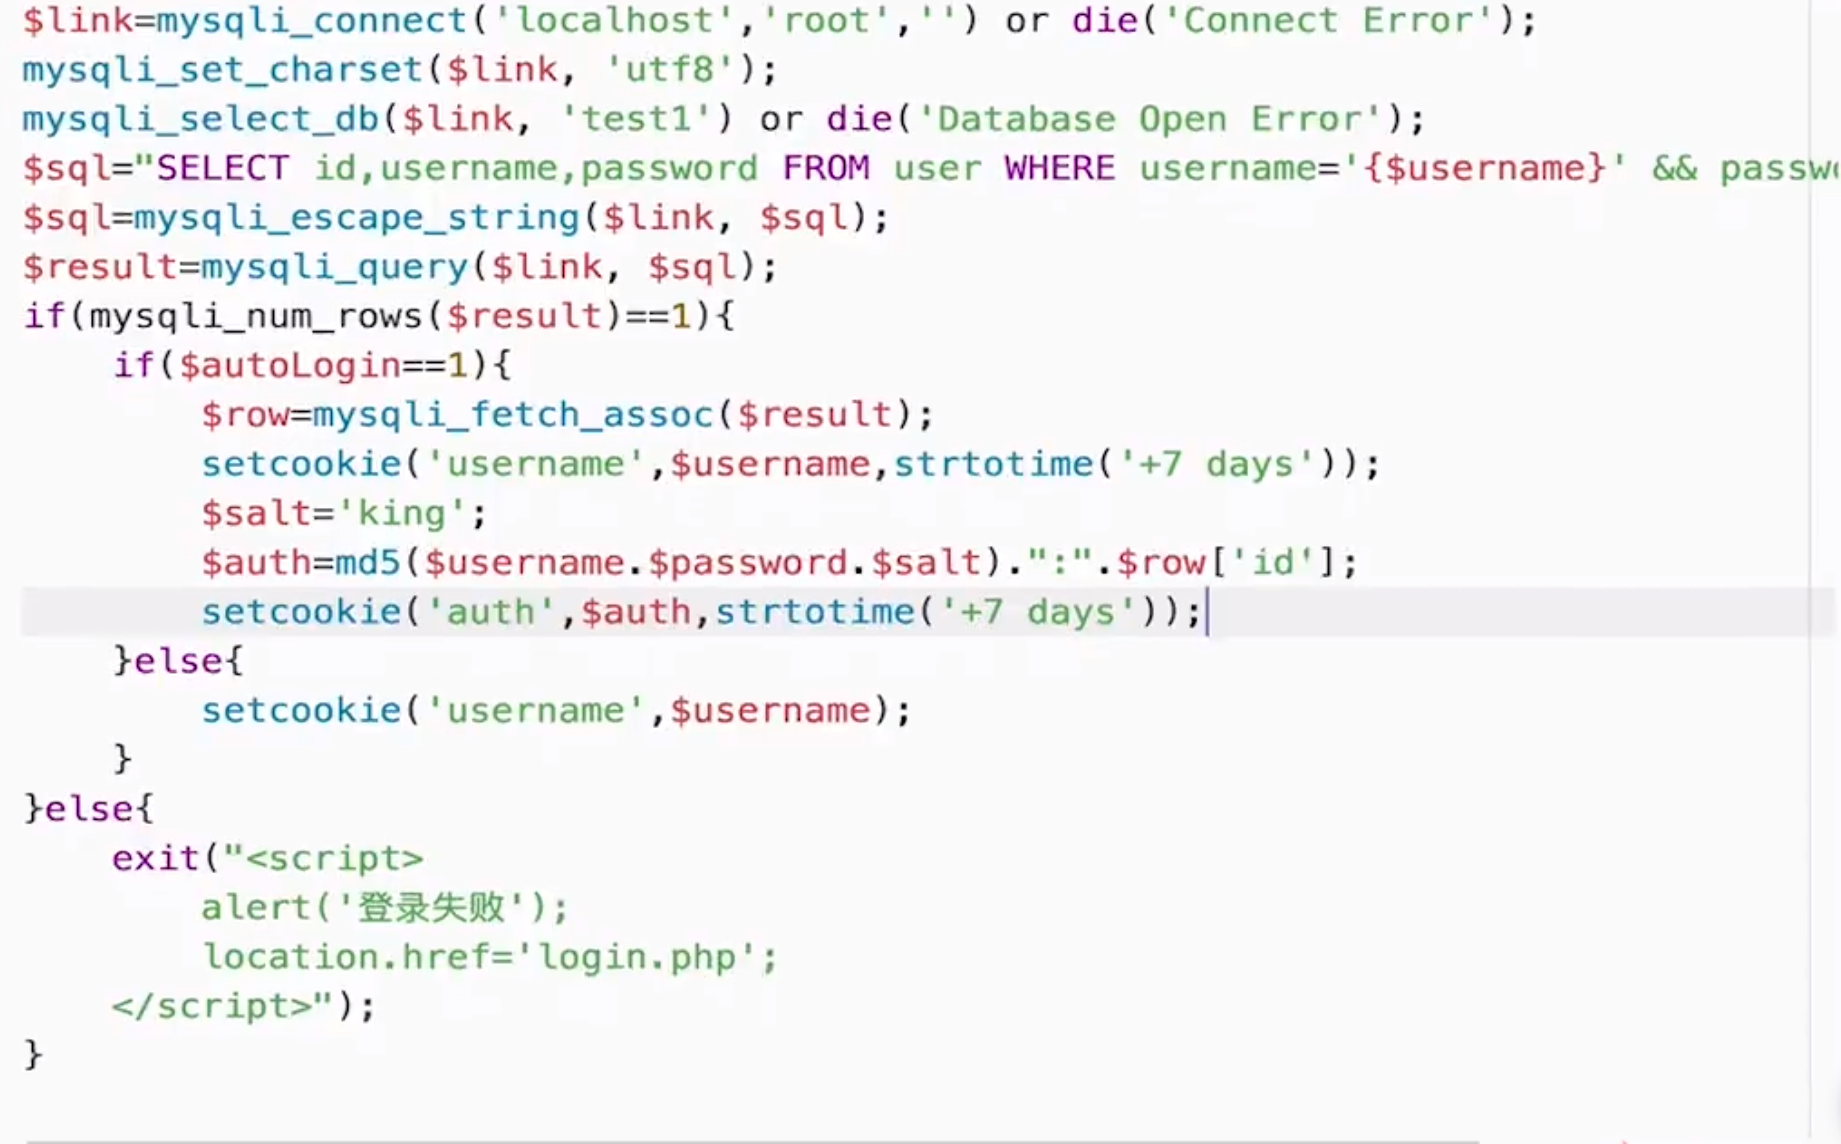 $link=mysqli_connect('localhost','root','') or die('Connect Error');
mysqli_set_charset($link, 'utf8');
mysqli_select_db($link, 'test1') or die('Database Open Error');
$sql="SELECT id,username,password FROM user WHERE username='{$username}' && passw
$sql=mysqli_escape_string($link, $sql);
$result=mysqli_query($link, $sql);
if(mysqli_num_rows($result)==1){
    if($autoLogin==1){
        $row=mysqli_fetch_assoc($result);
        setcookie('username',$username,strtotime('+7 days'));
        $salt='king';
        $auth=md5($username.$password.$salt).":".$row['id'];
        setcookie('auth',$auth,strtotime('+7 days'));
    }else{
        setcookie('username',$username);
    }
}else{
    exit("<script>
        alert('登录失败');
        location.href='login.php';
    </script>");
}